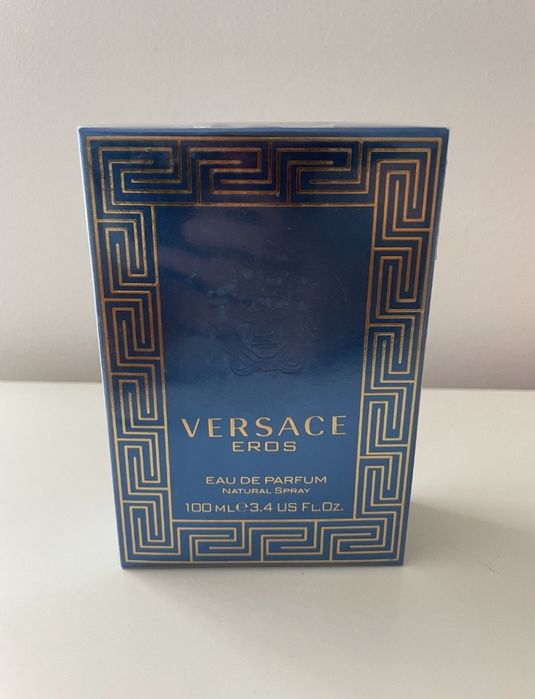 VERSACE
EROS
EAU DE PARFUM
NATURAL SPRAY
100 ML ℮ 3.4 US FL.OZ.